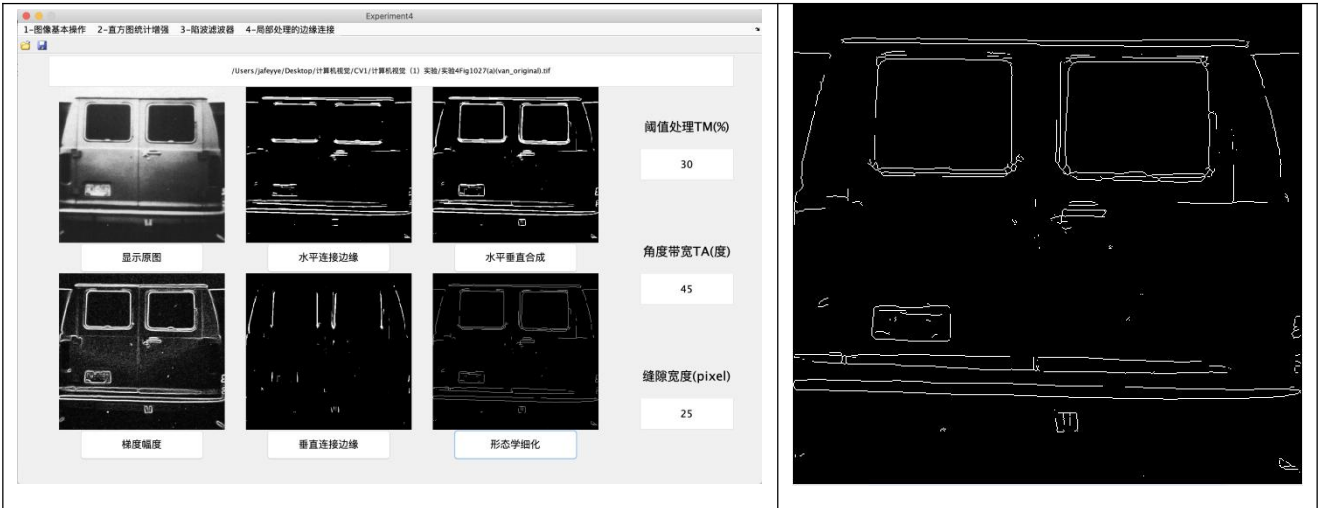 Experiment4
1-图像基本操作 2-直方图统计增强 3-陷波滤波器 4-局部处理的边缘连接
/Users/jafeyye/Desktop/计算机视觉/CV1/计算机视觉（1）实验/实验4Fig1027(a)(van_original).tif
阈值处理TM(%)
30
显示原图 水平连接边缘 水平垂直合成
角度带宽TA(度)
45
缝隙宽度(pixel)
25
梯度幅度 垂直连接边缘 形态学细化